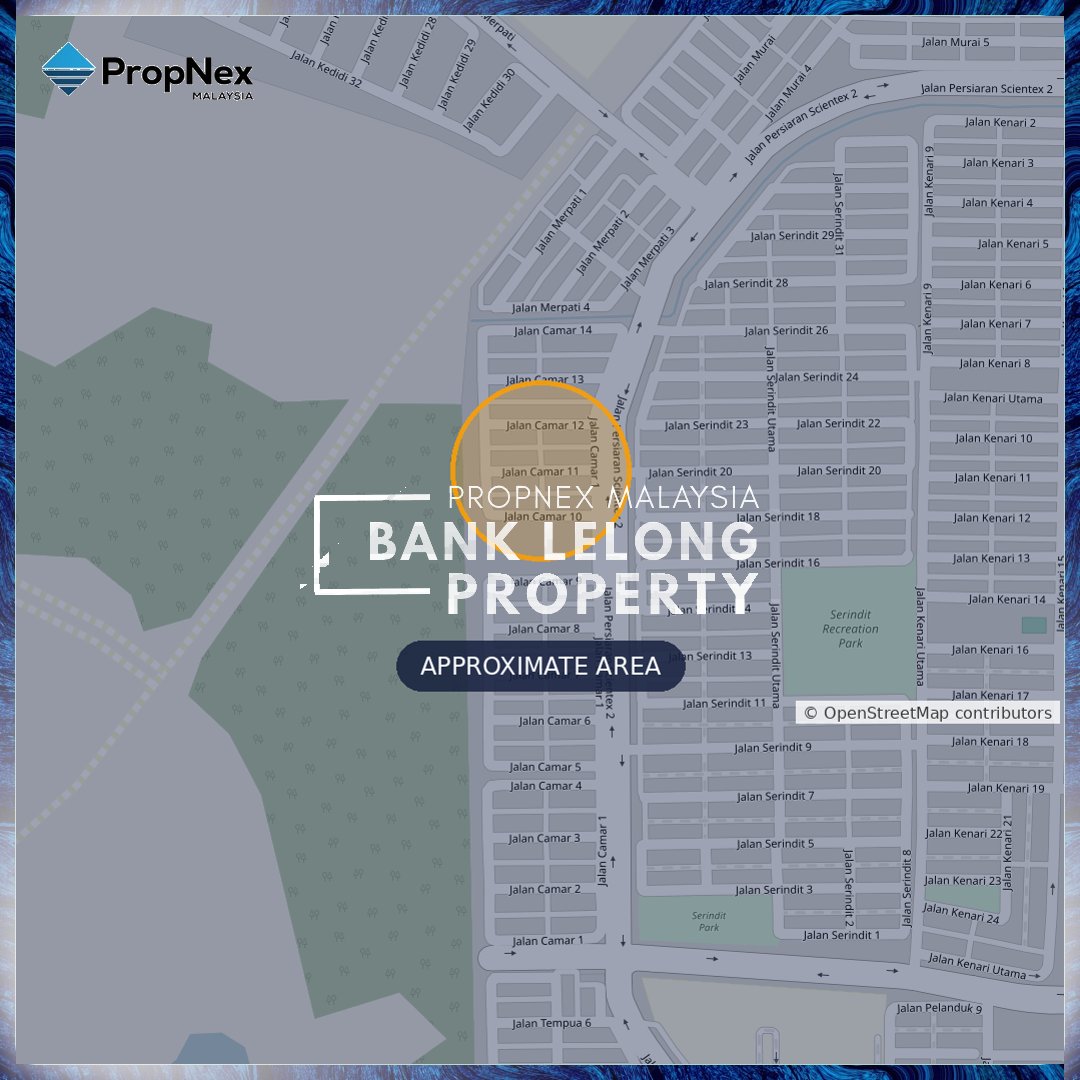 PropNex
MALAYSIA
Merpati
Jalan Kedidi 28
Jalan Kedidi 29
Jalan Kedidi 30
Jalan Kedidi 32
Jalan Murai
Jalan Murai 4
Jalan Murai 5
Jalan Persiaran Scientex 2
Jalan Persiaran Scientex 2
Jalan Kenari 2
Jalan Kenari 9
Jalan Kenari 3
Jalan Kenari 4
Jalan Kenari 5
Jalan Kenari 6
Jalan Kenari 9
Jalan Kenari 7
Jalan Kenari 8
Jalan Kenari Utama
Jalan Kenari 10
Jalan Kenari 11
Jalan Kenari 12
Jalan Kenari 13
Jalan Kenari 14
Jalan Kenari 15
Jalan Kenari 16
Jalan Kenari Utama
Jalan Kenari 17
Jalan Kenari 18
Jalan Kenari 19
Jalan Kenari 21
Jalan Kenari 22
Jalan Kenari 23
Jalan Kenari 24
Jalan Kenari Utama
Jalan Merpati 1
Jalan Merpati 2
Jalan Merpati 3
Jalan Merpati 4
Jalan Serindit 31
Jalan Serindit 29
Jalan Serindit 28
Jalan Serindit 26
Jalan Serindit Utama
Jalan Serindit 24
Jalan Serindit 23
Jalan Serindit 22
Jalan Serindit 20
Jalan Serindit 20
Jalan Serindit 18
Jalan Serindit 16
Serindit
Recreation
Park
Jalan Serindit Utama
Jalan Serindit 13
Jalan Serindit 11
Jalan Serindit 9
Jalan Serindit 7
Jalan Serindit 5
Jalan Serindit 3
Jalan Serindit 2
Jalan Serindit 8
Jalan Serindit 1
Serindit
Park
Jalan Camar 14
Jalan Camar 13
Jalan Camar 12
Jalan Camar 1
Jalan Camar 11
Jalan Camar 10
PROPNEX MALAYSIA
BANK LELONG
PROPERTY
Jalan Camar 9
Jalan Camar 8
APPROXIMATE AREA
© OpenStreetMap contributors
Jalan Camar 6
Jalan Camar 5
Jalan Camar 4
Jalan Camar 3
Jalan Camar 1
Jalan Camar 2
Jalan Camar 1
Jalan Tempua 6
Jalan Pelanduk 9